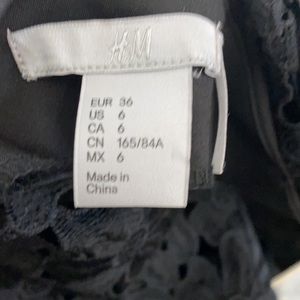 H&M
EUR 36
US 6
CA 6
CN 165/84A
MX 6
Made in
China